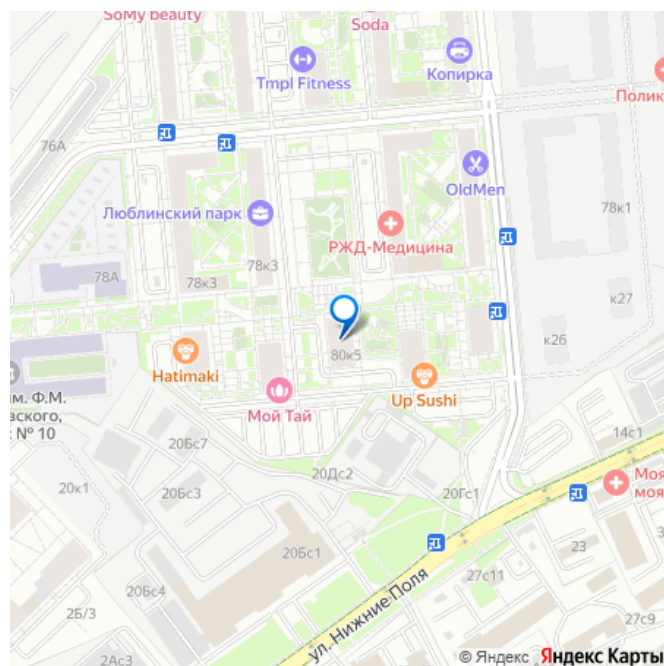 SoMy beauty
Soda
Tmpl Fitness
Копирка
Полик
76А
OldMen
Люблинский парк
РЖД-Медицина
78к1
78А
78к3
78к3
к27
к26
80к5
Hatimaki
Up Sushi
Мой Тай
им. Ф.М.
вского,
к № 10
20Бс7
14с1
20Дс2
20к1
20Бс3
20Гс1
Моя
моя
20Бс1
23
3
27с11
20Бс4
2Б/3
ул. Нижние Поля
27с9
2Ас3
© Яндекс Яндекс Карты